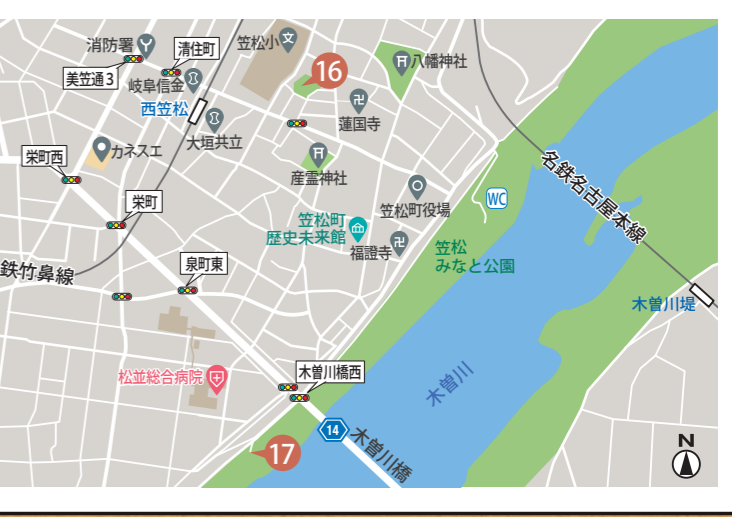 消防署
清住町
笠松小
美笠通3
岐阜信金
16
八幡神社
西笠松
大垣共立
蓮国寺
カネスエ
栄町西
産霊神社
名鉄名古屋本線
栄町
笠松町役場
WC
笠松町
歴史未来館
福證寺
笠松
みなと公園
鉄竹鼻線
泉町東
木曽川堤
松並総合病院
木曽川橋西
木曽川
14
木曽川橋
17
N